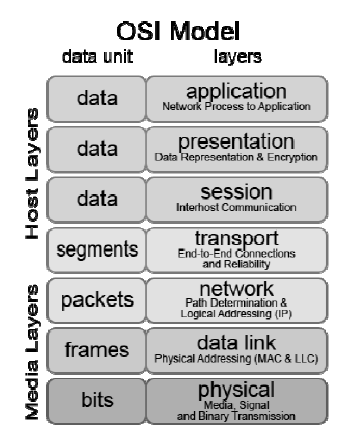 OSI Model
data unit layers
Host Layers
data application
Network Process to Application
data presentation
Data Representation & Encryption
data session
Interhost Communication
segments transport
End-to-End Connections
and Reliability
Media Layers
packets network
Path Determination &
Logical Addressing (IP)
frames data link
Physical Addressing (MAC & LLC)
bits physical
Media, Signal
and Binary Transmission